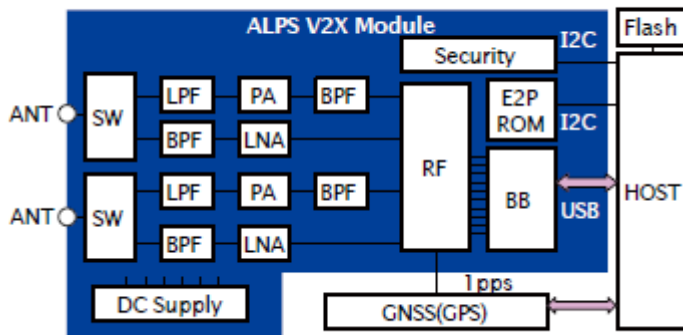 ALPS V2X Module
I2C
Flash
Security
LPF
PA
BPF
E2P
ROM
ANT
SW
I2C
BPF
LNA
RF
LPF
PA
BPF
BB
HOST
ANT
SW
USB
BPF
LNA
1pps
DC Supply
GNSS(GPS)